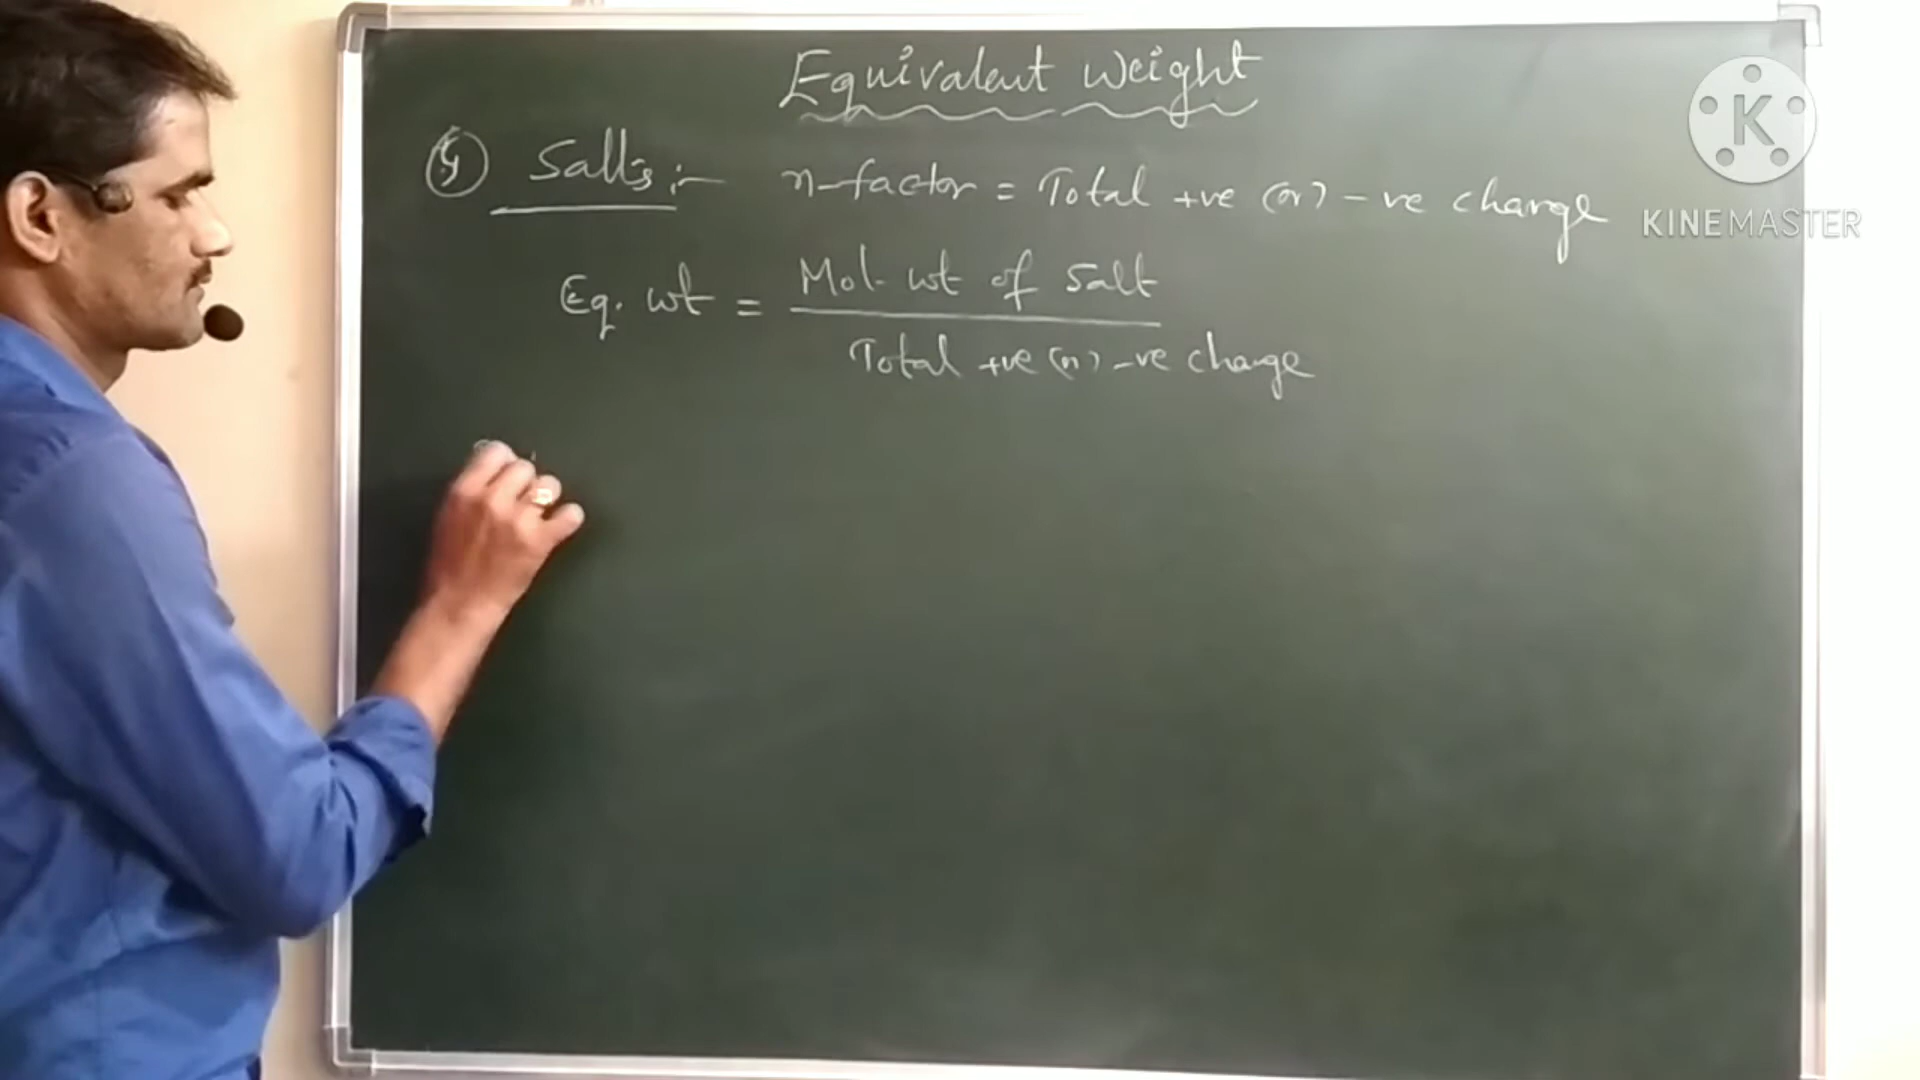 Equivalent Weight
Salts :- n-factor = Total +ve (or) -ve charge
Eq. wt = Mol. wt of salt
Total +ve (or) -ve charge
K
KINEMASTER